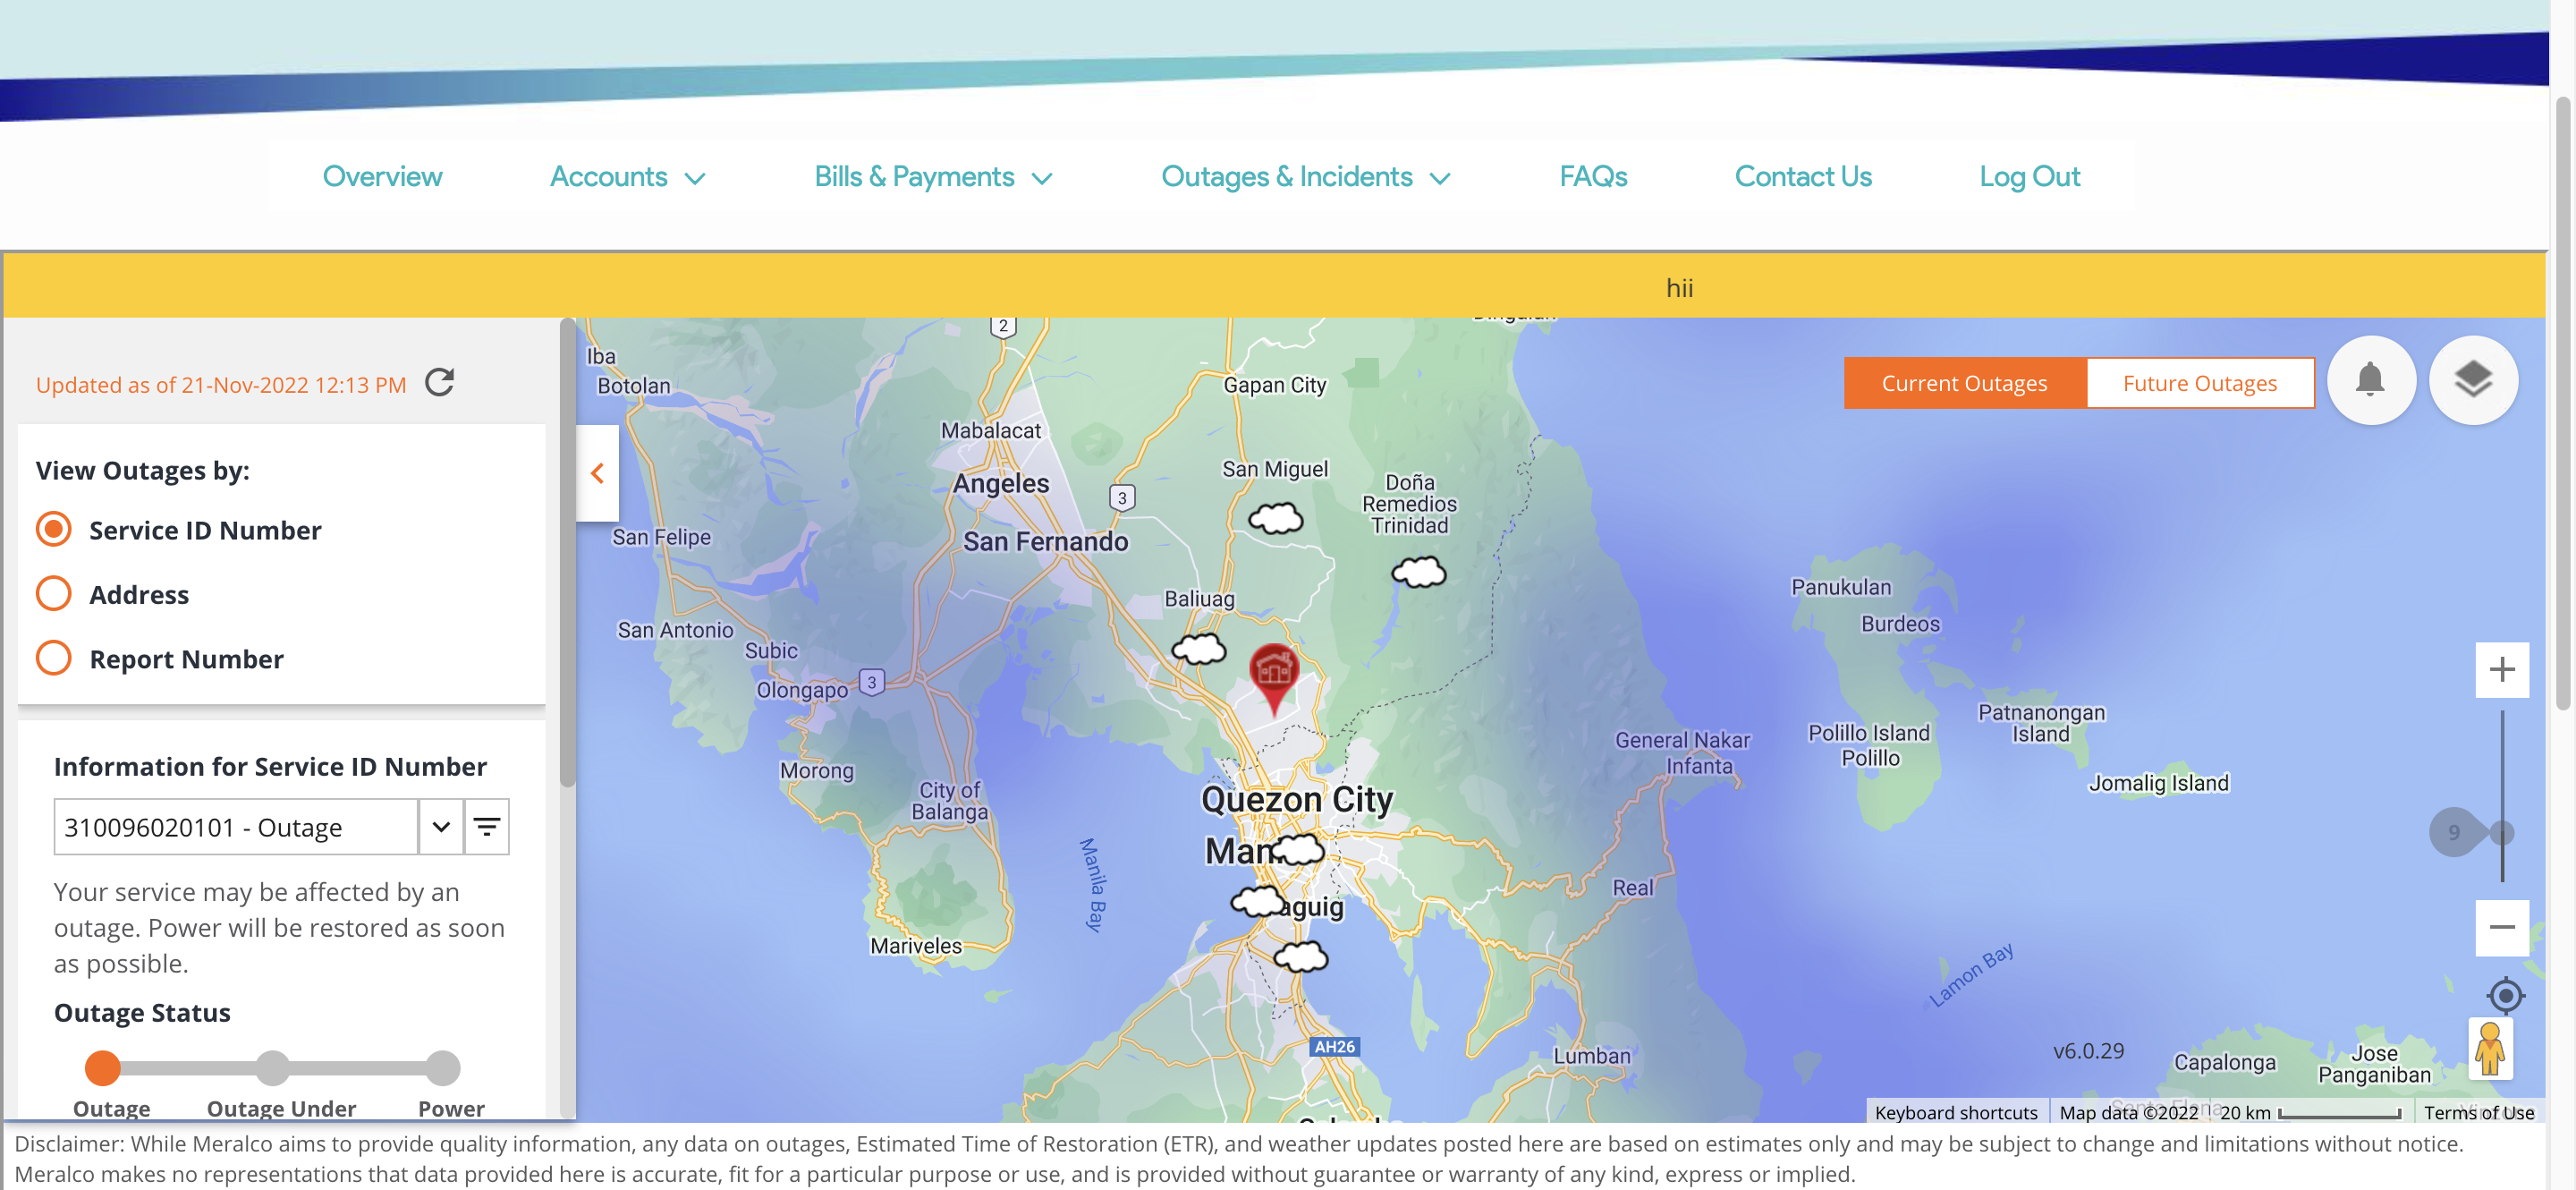 Overview Accounts Bills & Payments Outages & Incidents FAQs Contact Us Log Out
hii
Updated as of 21-Nov-2022 12:13 PM
View Outages by:
Service ID Number
Address
Report Number
Information for Service ID Number
310096020101 - Outage
Your service may be affected by an
outage. Power will be restored as soon
as possible.
Outage Status
Outage Outage Under Power
Current Outages Future Outages
2
Iba
Botolan
Gapan City
Mabalacat
San Miguel
Angeles
3
Doña
Remedios
Trinidad
San Felipe
San Fernando
Baliuag
Panukulan
Burdeos
San Antonio
Subic
Olongapo
3
Patnanongan
Island
General Nakar
Infanta
Polillo Island
Polillo
Morong
Jomalig Island
City of
Balanga
Quezon City
9
Manila Bay
Real
Mariveles
Lamon Bay
AH26
Lumban
v6.0.29
Capalonga
Jose
Panganiban
Keyboard shortcuts Map data ©2022 20 km Terms of Use
Disclaimer: While Meralco aims to provide quality information, any data on outages, Estimated Time of Restoration (ETR), and weather updates posted here are based on estimates only and may be subject to change and limitations without notice.
Meralco makes no representations that data provided here is accurate, fit for a particular purpose or use, and is provided without guarantee or warranty of any kind, express or implied.